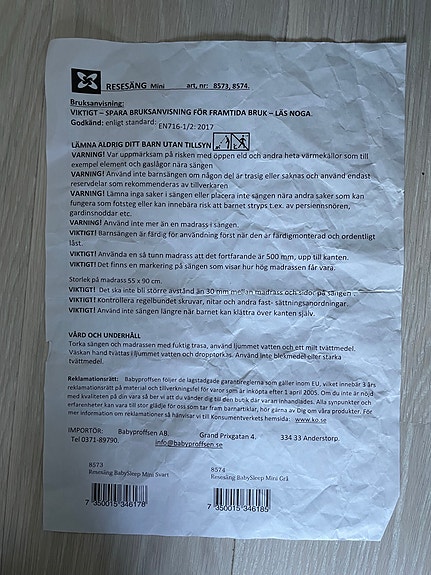 RESESÄNG Mini art, nr: 8573, 8574.
Bruksanvisning:
VIKTIGT – SPARA BRUKSANVISNING FÖR FRAMTIDA BRUK – LÄS NOGA.
Godkänd: enligt standard: EN716-1/2: 2017
LÄMNA ALDRIG DITT BARN UTAN TILLSYN
VARNING! Var uppmärksam på risken med öppen eld och andra heta värmekällor som till
exempel element och gaslågor nära sängen
VARNING! Använd inte barnsängen om någon del är trasig eller saknas och använd endast
reservdelar som rekommenderas av tillverkaren
VARNING! Lämna inga saker i sängen eller placera inte sängen nära andra saker som kan
fungera som fotsteg eller kan innebära risk att barnet stryps t.ex. av persiennsnören,
gardinsnoddar etc.
VARNING! Använd inte mer än en madrass i sängen.
VIKTIGT! Barnsängen är färdig för användning först när den är färdigmonterad och ordentligt
låst.
VIKTIGT! Använda en så tunn madrass att det fortfarande är 500 mm, upp till kanten.
VIKTIGT! Det finns en markering på sängen som visar hur hög madrassen får vara.
Storlek på madrass 55 x 90 cm.
VIKTIGT! Det ska inte bli större avstånd än 30 mm mellan madrass och sidor på sängen.
VIKTIGT! Kontrollera regelbundet skruvar, nitar och andra fast- sättningsanordningar.
VIKTIGT! Använd inte sängen längre när barnet kan klättra över kanten själv.
VÅRD OCH UNDERHÅLL
Torka sängen och madrassen med fuktig trasa, använd ljummet vatten och ett milt tvättmedel.
Väskan hand tvättas i ljummet vatten och dropptorkas. Använd inte blekmedel eller starka
tvättmedel.
Reklamationsrätt: Babyproffsen följer de lagstadgade garantireglerna som gäller inom EU, vilket innebär 3 års
reklamationsrätt på material och tillverkningsfel för varor som är inköpta efter 1 april 2005. Om du inte är nöjd
med kvaliteten på din vara så ber vi att du vänder dig till den butik där varan inhandlades. Alla synpunkter och
erfarenheter kan vara till stor glädje för oss som tar fram barnartiklar, hör gärna av Dig om våra produkter. För
mer information om reklamationer så hänvisar vi till Konsumentverkets hemsida: www.ko.se
IMPORTÖR: Babyproffsen AB. Grand Prixgatan 4. 334 33 Anderstorp.
Tel 0371-89790. info@babyproffsen.se
8573 8574
Resesäng BabySleep Mini Svart Resesäng BabySleep Mini Grå
7 350015 346178 7 350015 346185